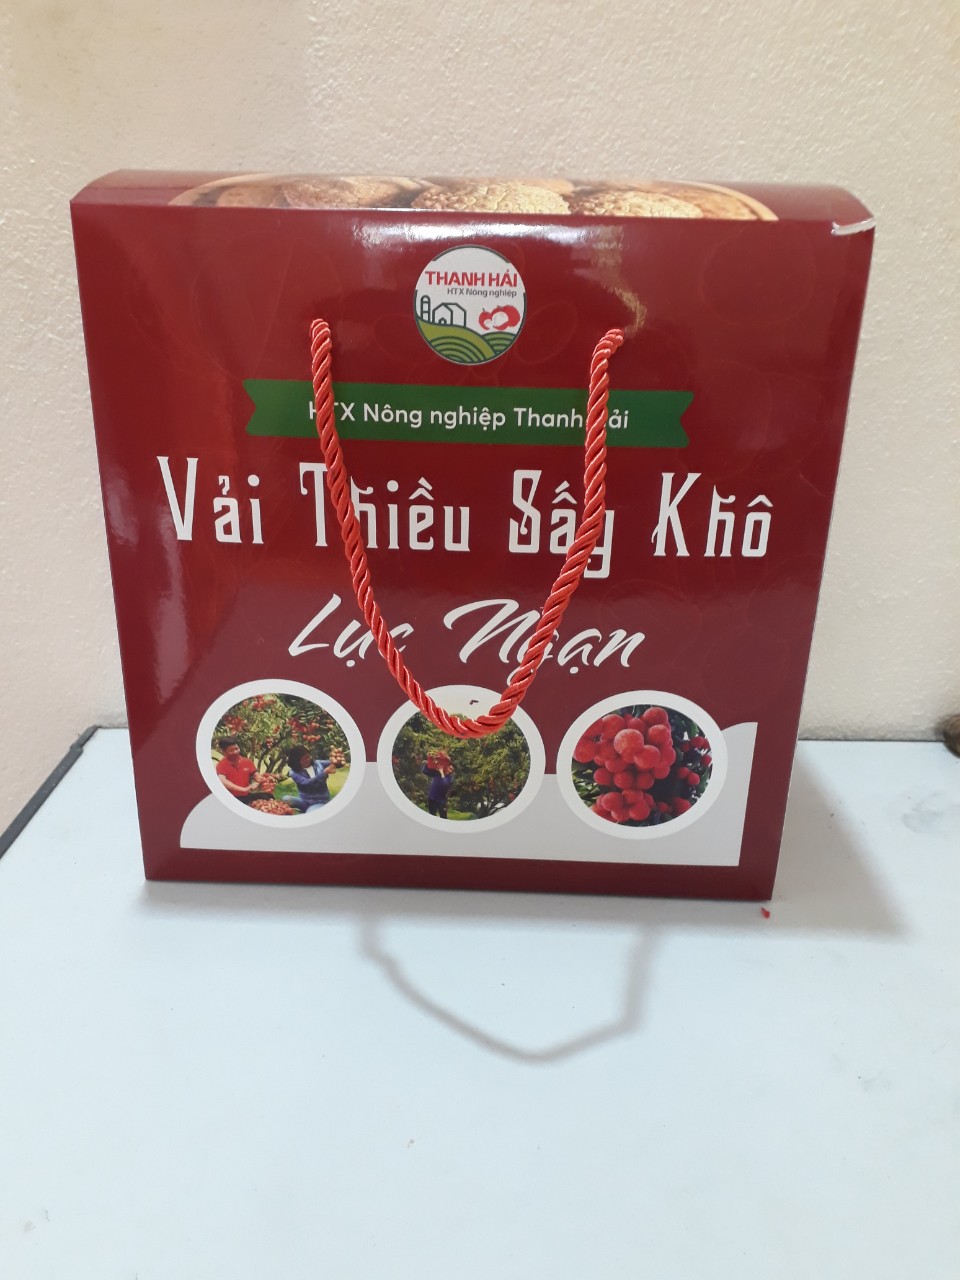 THANH HẢI
HTX Nông nghiệp
HTX Nông nghiệp Thanh Hải
Vải Thiều Sấy Khô
Lục Ngạn